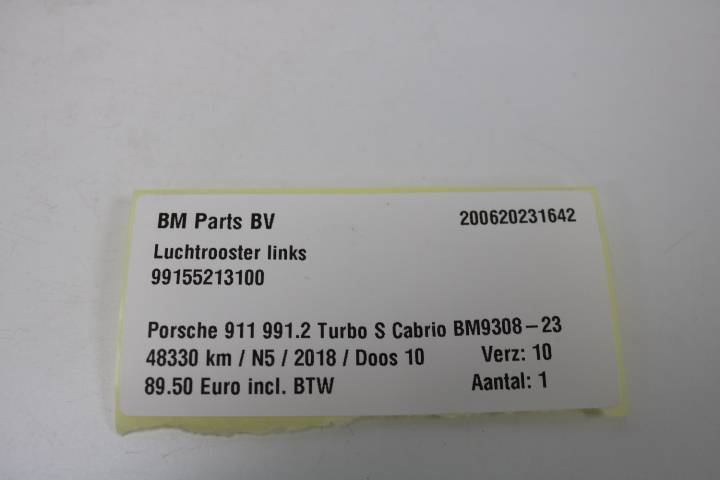 BM Parts BV 200620231642
Luchtrooster links
99155213100
Porsche 911 991.2 Turbo S Cabrio BM9308-23
48330 km / N5 / 2018 / Doos 10 Verz: 10
89.50 Euro incl. BTW Aantal: 1